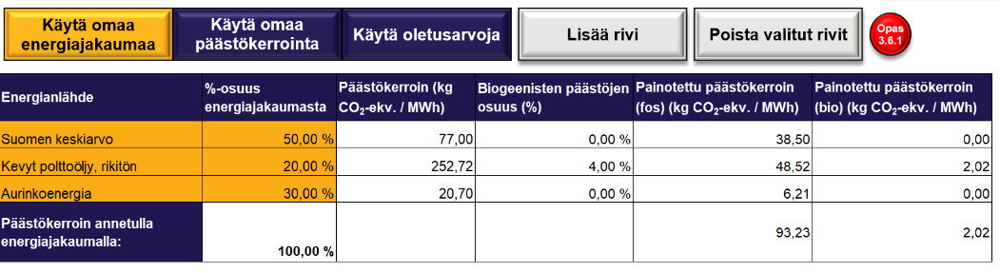 Käytä omaa
energiajakaumaa
Käytä omaa
päästökerrointa
Käytä oletusarvoja
Lisää rivi
Poista valitut rivit
Opas
3.6.1
Energianlähde
%-osuus
energiajakaumasta
Päästökerroin (kg
CO₂-ekv. / MWh)
Biogeenisten päästöjen
osuus (%)
Painotettu päästökerroin
(fos) (kg CO₂-ekv. / MWh)
Painotettu päästökerroin
(bio) (kg CO₂-ekv. / MWh)
Suomen keskiarvo 50,00 % 77,00 0,00 % 38,50 0,00
Kevyt polttoöljy, rikitön 20,00 % 252,72 4,00 % 48,52 2,02
Aurinkoenergia 30,00 % 20,70 0,00 % 6,21 0,00
Päästökerroin annetulla
energiajakaumalla:
100,00 %
93,23
2,02